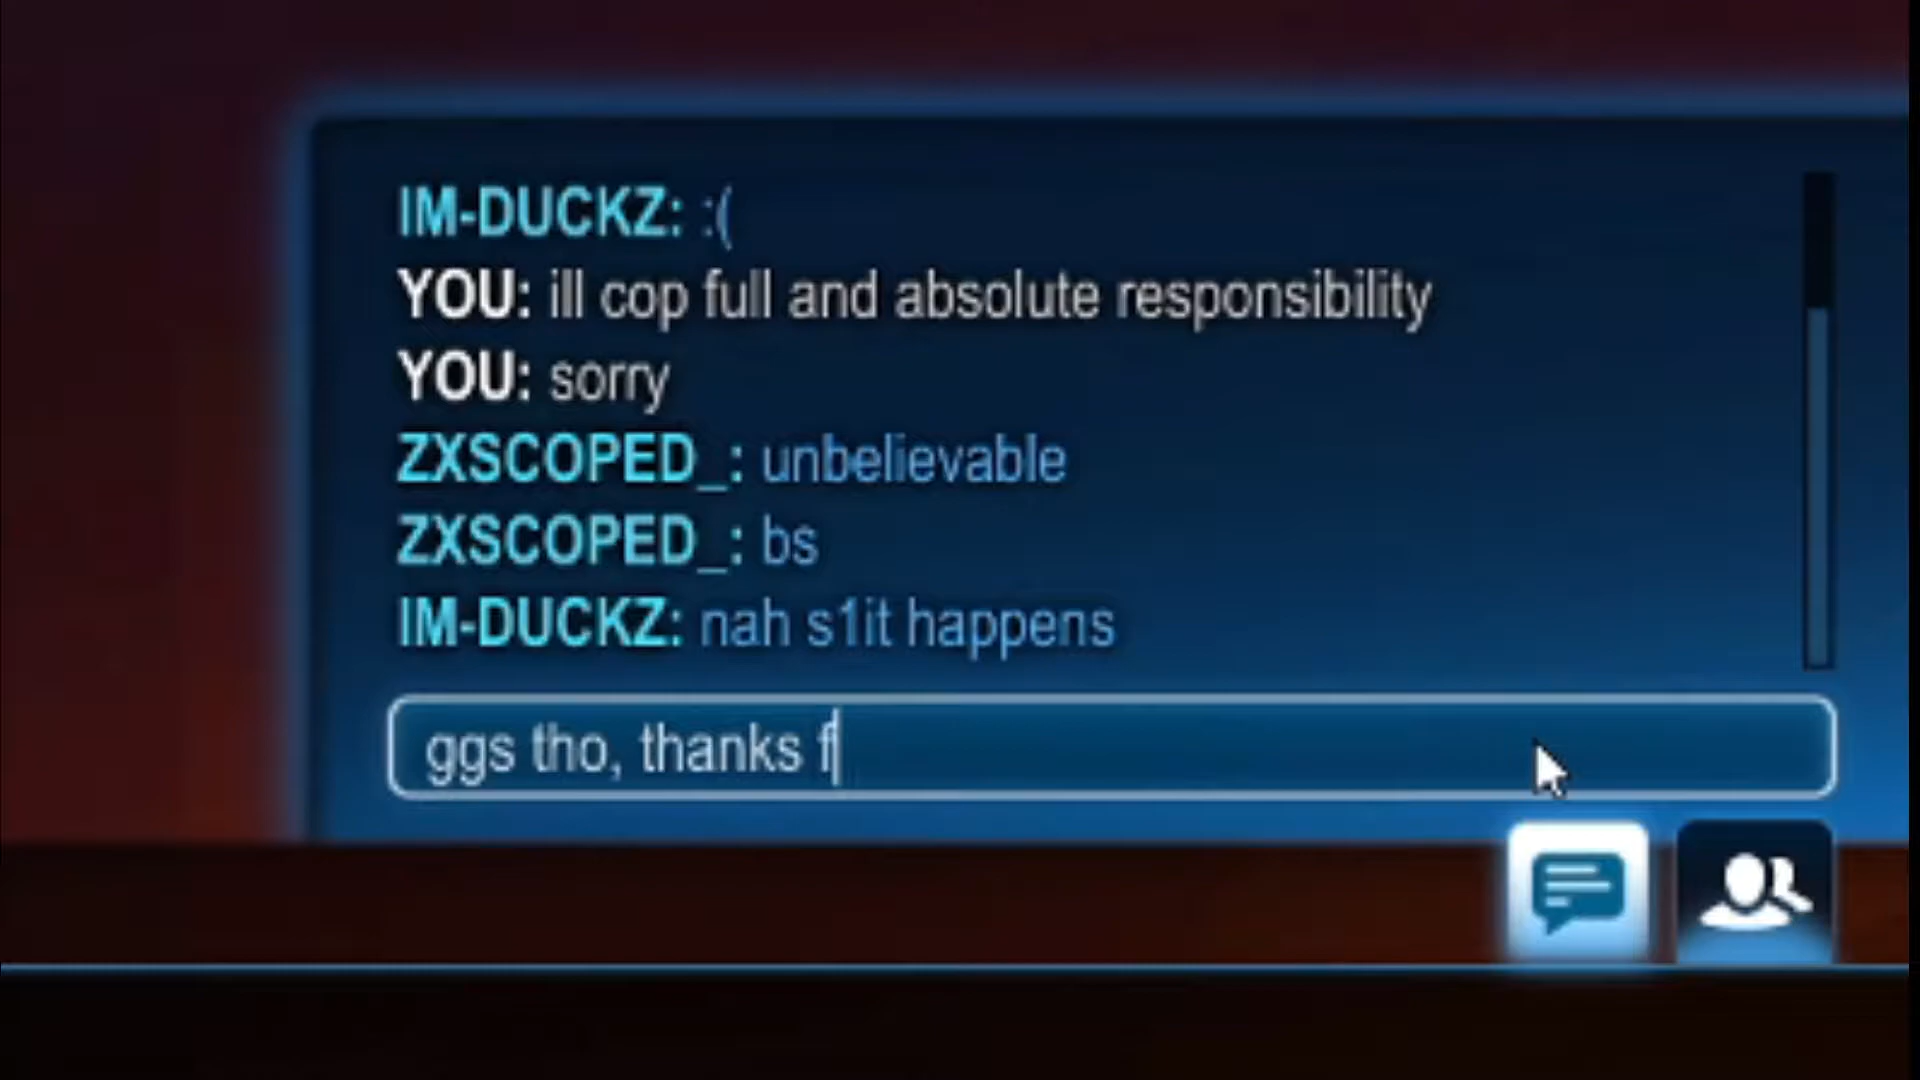 IM-DUCKZ: :(
YOU: ill cop full and absolute responsibility
YOU: sorry
ZXSCOPED_: unbelievable
ZXSCOPED_: bs
IM-DUCKZ: nah s1it happens
ggs tho, thanks f